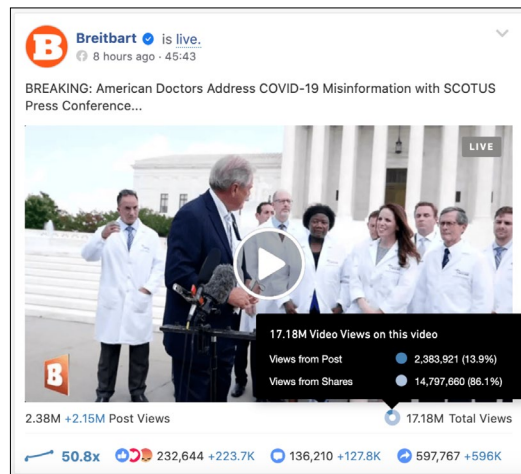 Breitbart is live.
8 hours ago · 45:43
BREAKING: American Doctors Address COVID-19 Misinformation with SCOTUS
Press Conference...
B
LIVE
17.18M Video Views on this video
Views from Post 2,383,921 (13.9%)
Views from Shares 14,797,660 (86.1%)
B
2.38M +2.15M Post Views 17.18M Total Views
50.8x 232,644 +223.7K 136,210 +127.8K 597,767 +596K